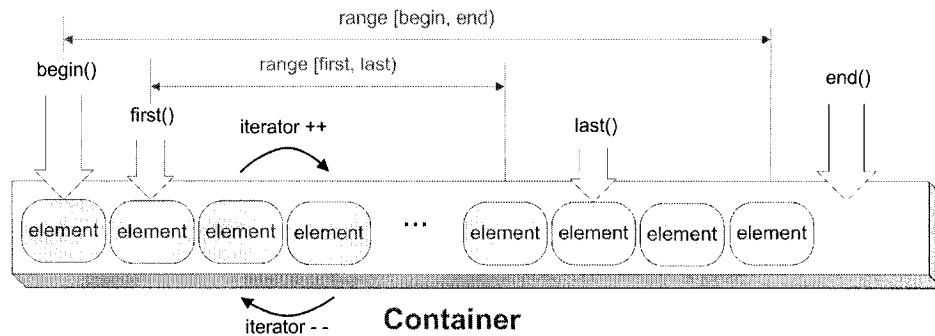 range [begin, end)
begin()
range [first, last)
end()
first()
iterator ++
last()
element element element element ... element element element element
iterator - -
Container